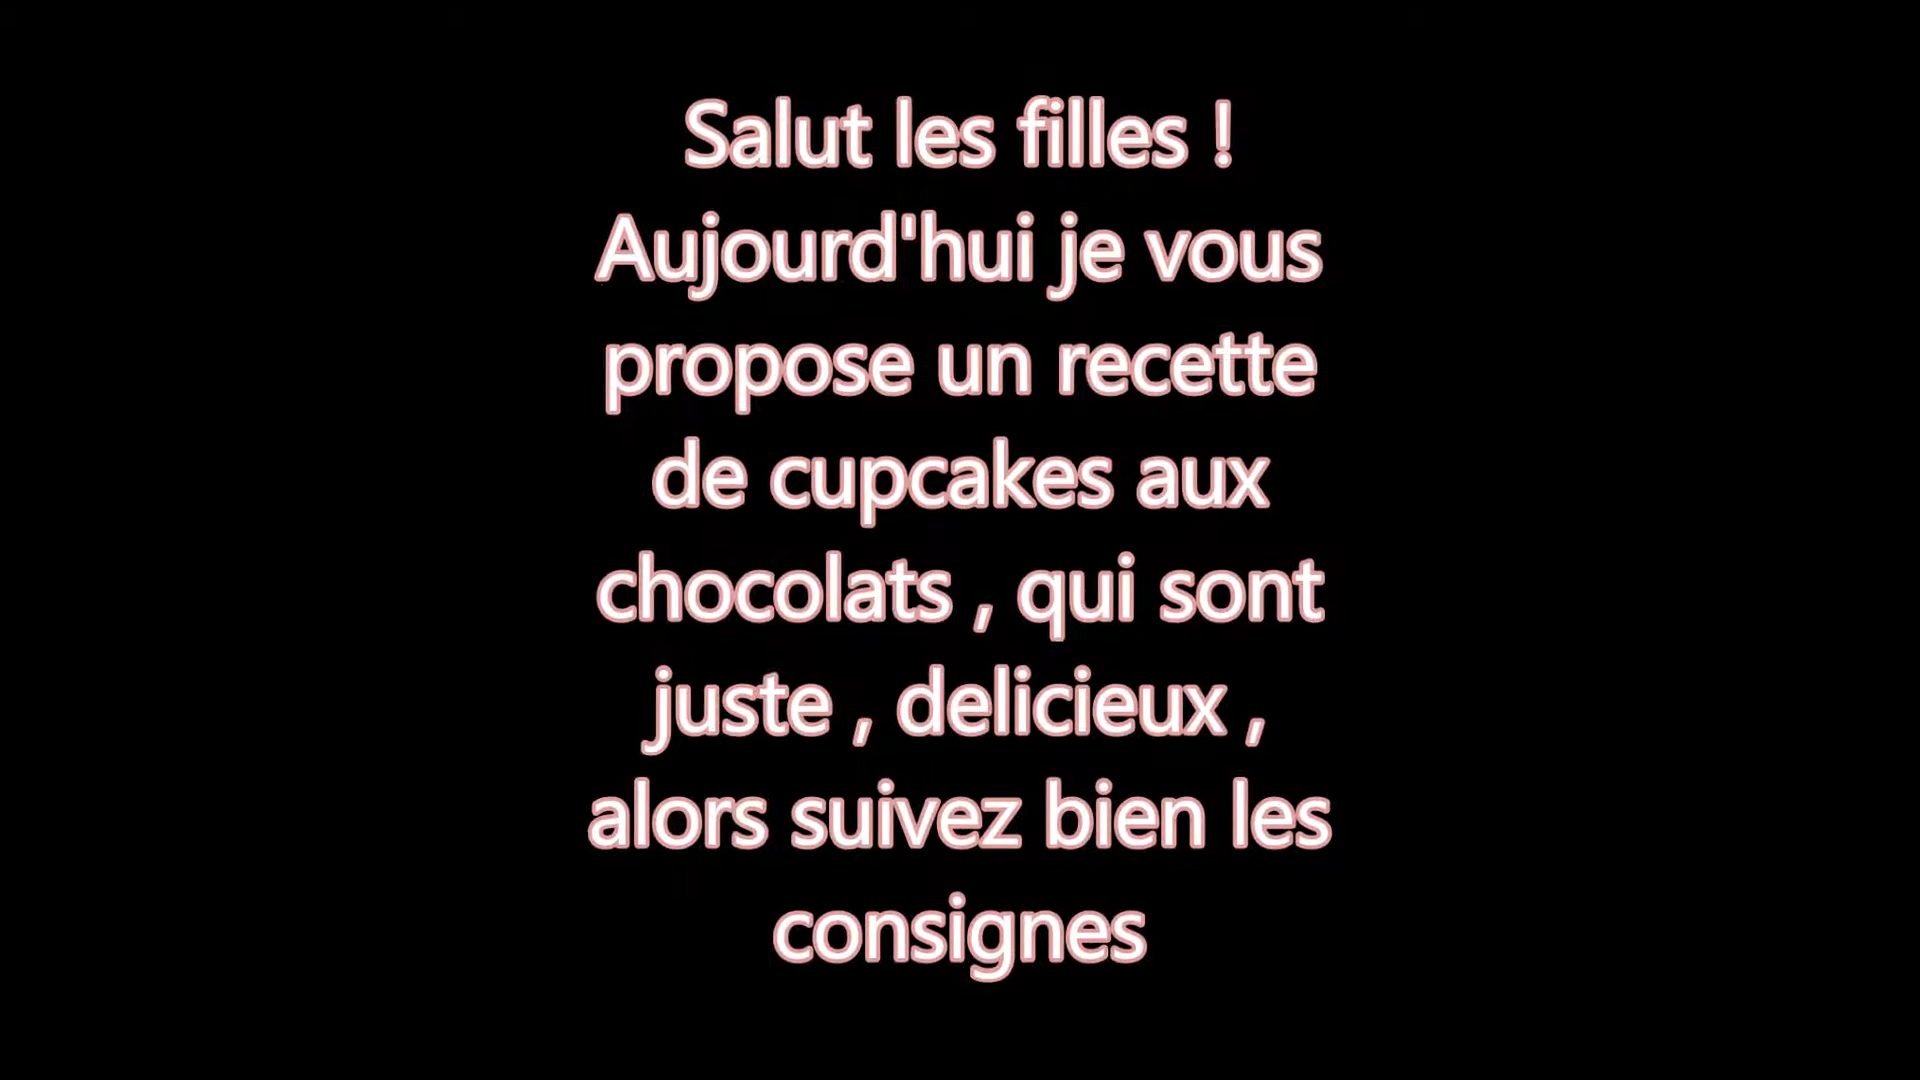 Salut les filles !
Aujourd'hui je vous
propose un recette
de cupcakes aux
chocolats , qui sont
juste , delicieux ,
alors suivez bien les
consignes